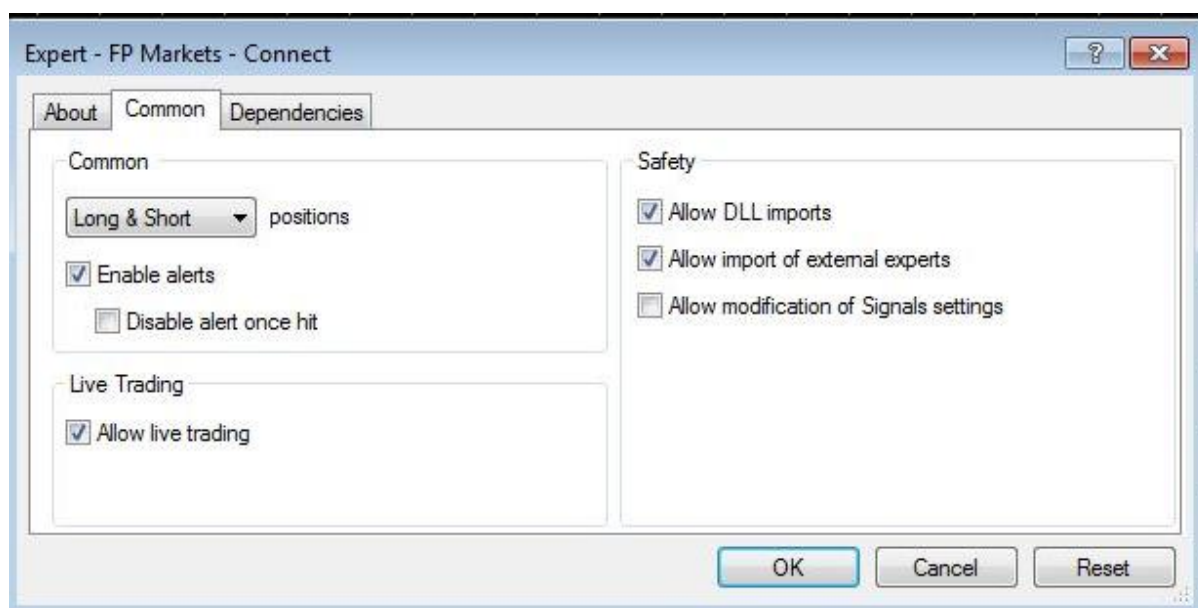 Expert - FP Markets - Connect
About Common Dependencies
Common
Long & Short positions
Enable alerts
Disable alert once hit
Live Trading
Allow live trading
Safety
Allow DLL imports
Allow import of external experts
Allow modification of Signals settings
OK Cancel Reset